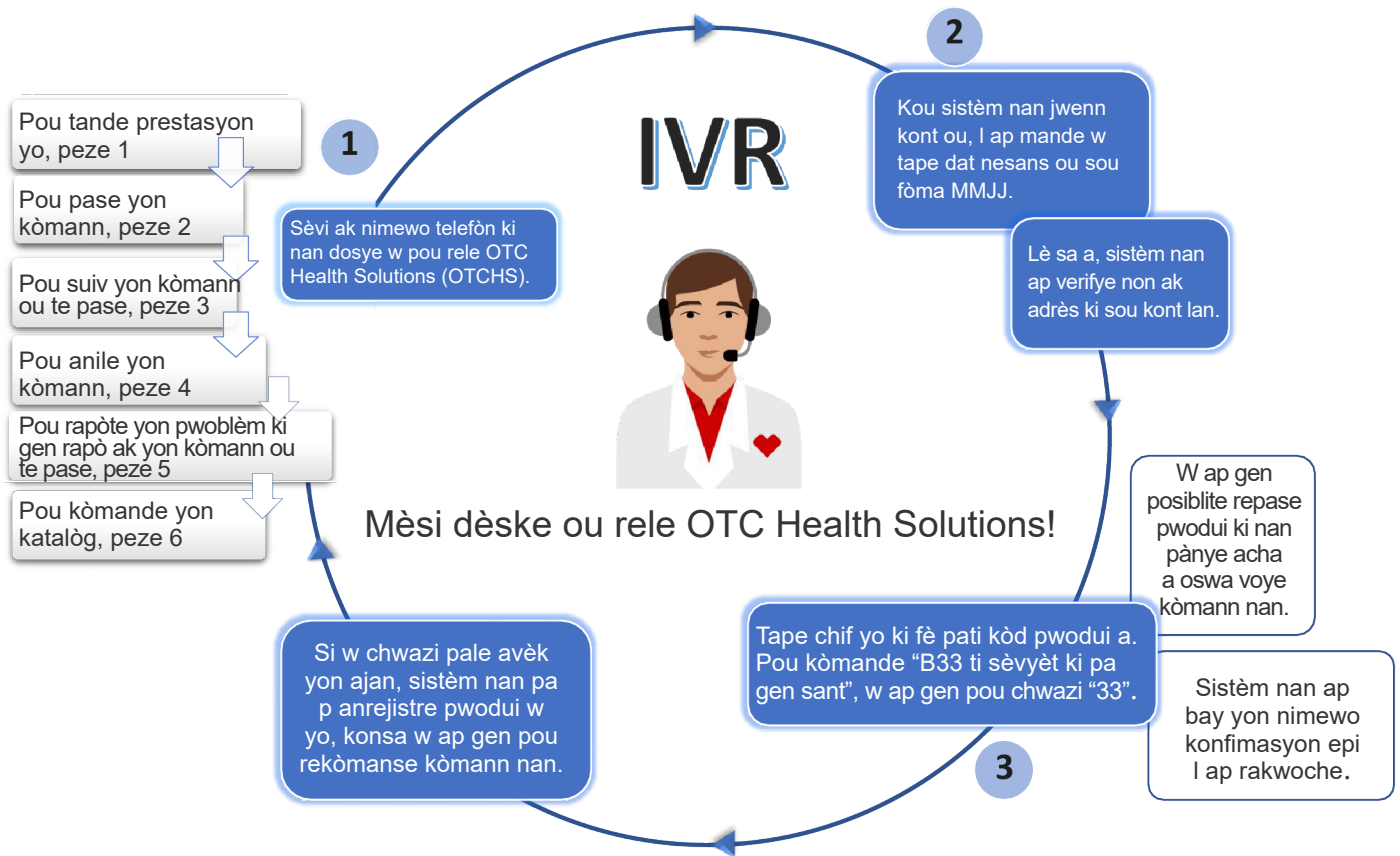 IVR
1
Sèvi ak nimewo telefòn ki
nan dosye w pou rele OTC
Health Solutions (OTCHS).
Pou tande prestasyon
yo, peze 1
Pou pase yon
kòmann, peze 2
Pou suiv yon kòmann
ou te pase, peze 3
Pou anile yon
kòmann, peze 4
Pou rapòte yon pwoblèm ki
gen rapò ak yon kòmann ou
te pase, peze 5
Pou kòmande yon
katalòg, peze 6
2
Kou sistèm nan jwenn
kont ou, l ap mande w
tape dat nesans ou sou
fòma MMJJ.
Lè sa a, sistèm nan
ap verifye non ak
adrès ki sou kont lan.
Mèsi dèske ou rele OTC Health Solutions!
3
Tape chif yo ki fè pati kòd pwodui a.
Pou kòmande “B33 ti sèvyèt ki pa
gen sant”, w ap gen pou chwazi “33”.
W ap gen
posiblite repase
pwodui ki nan
pànye acha
a oswa voye
kòmann nan.
Sistèm nan ap
bay yon nimewo
konfimasyon epi
l ap rakwoche.
Si w chwazi pale avèk
yon ajan, sistèm nan pa
p anrejistre pwodui w
yo, konsa w ap gen pou
rekòmanse kòmann nan.